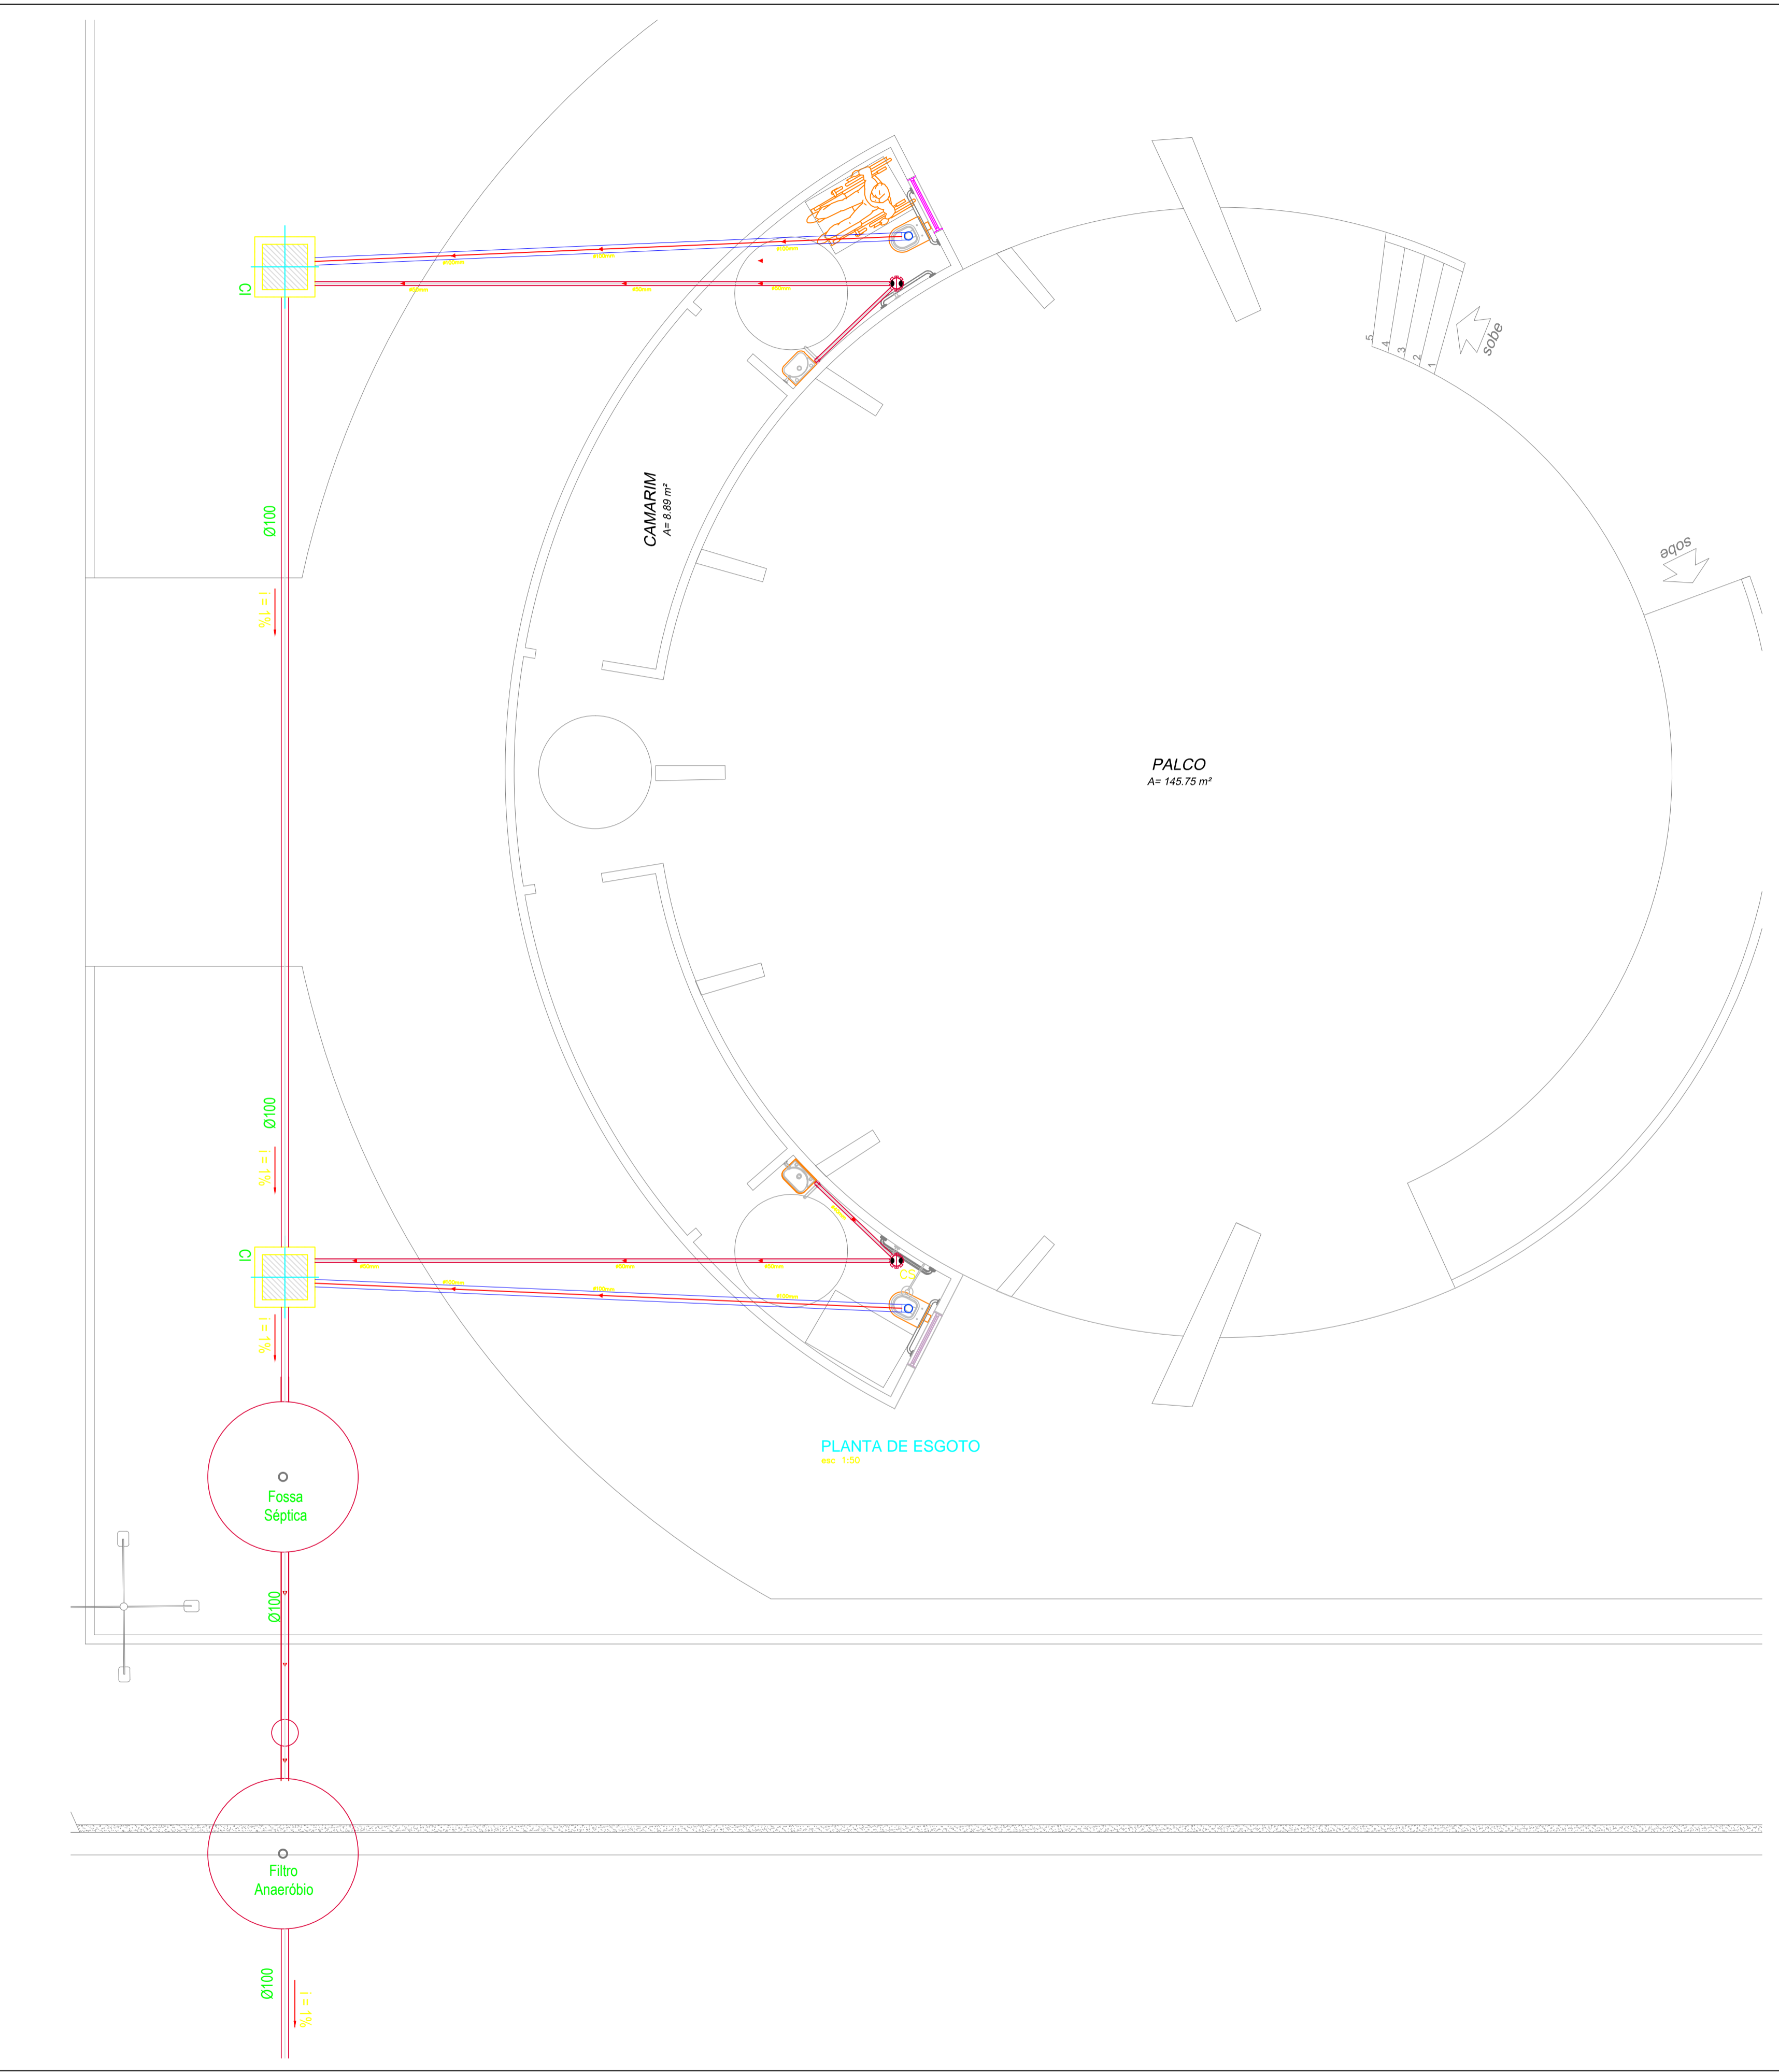 CI
Ø100
i = 1%
CAMARIM
A= 8.89 m²
5
4
3
2
1
sobe
sobe
PALCO
A= 145.75 m²
Ø100
i = 1%
CI
CS
i = 1%
PLANTA DE ESGOTO
esc. 1:50
Fossa
Séptica
Ø100
Filtro
Anaeróbio
Ø100
i = 1%